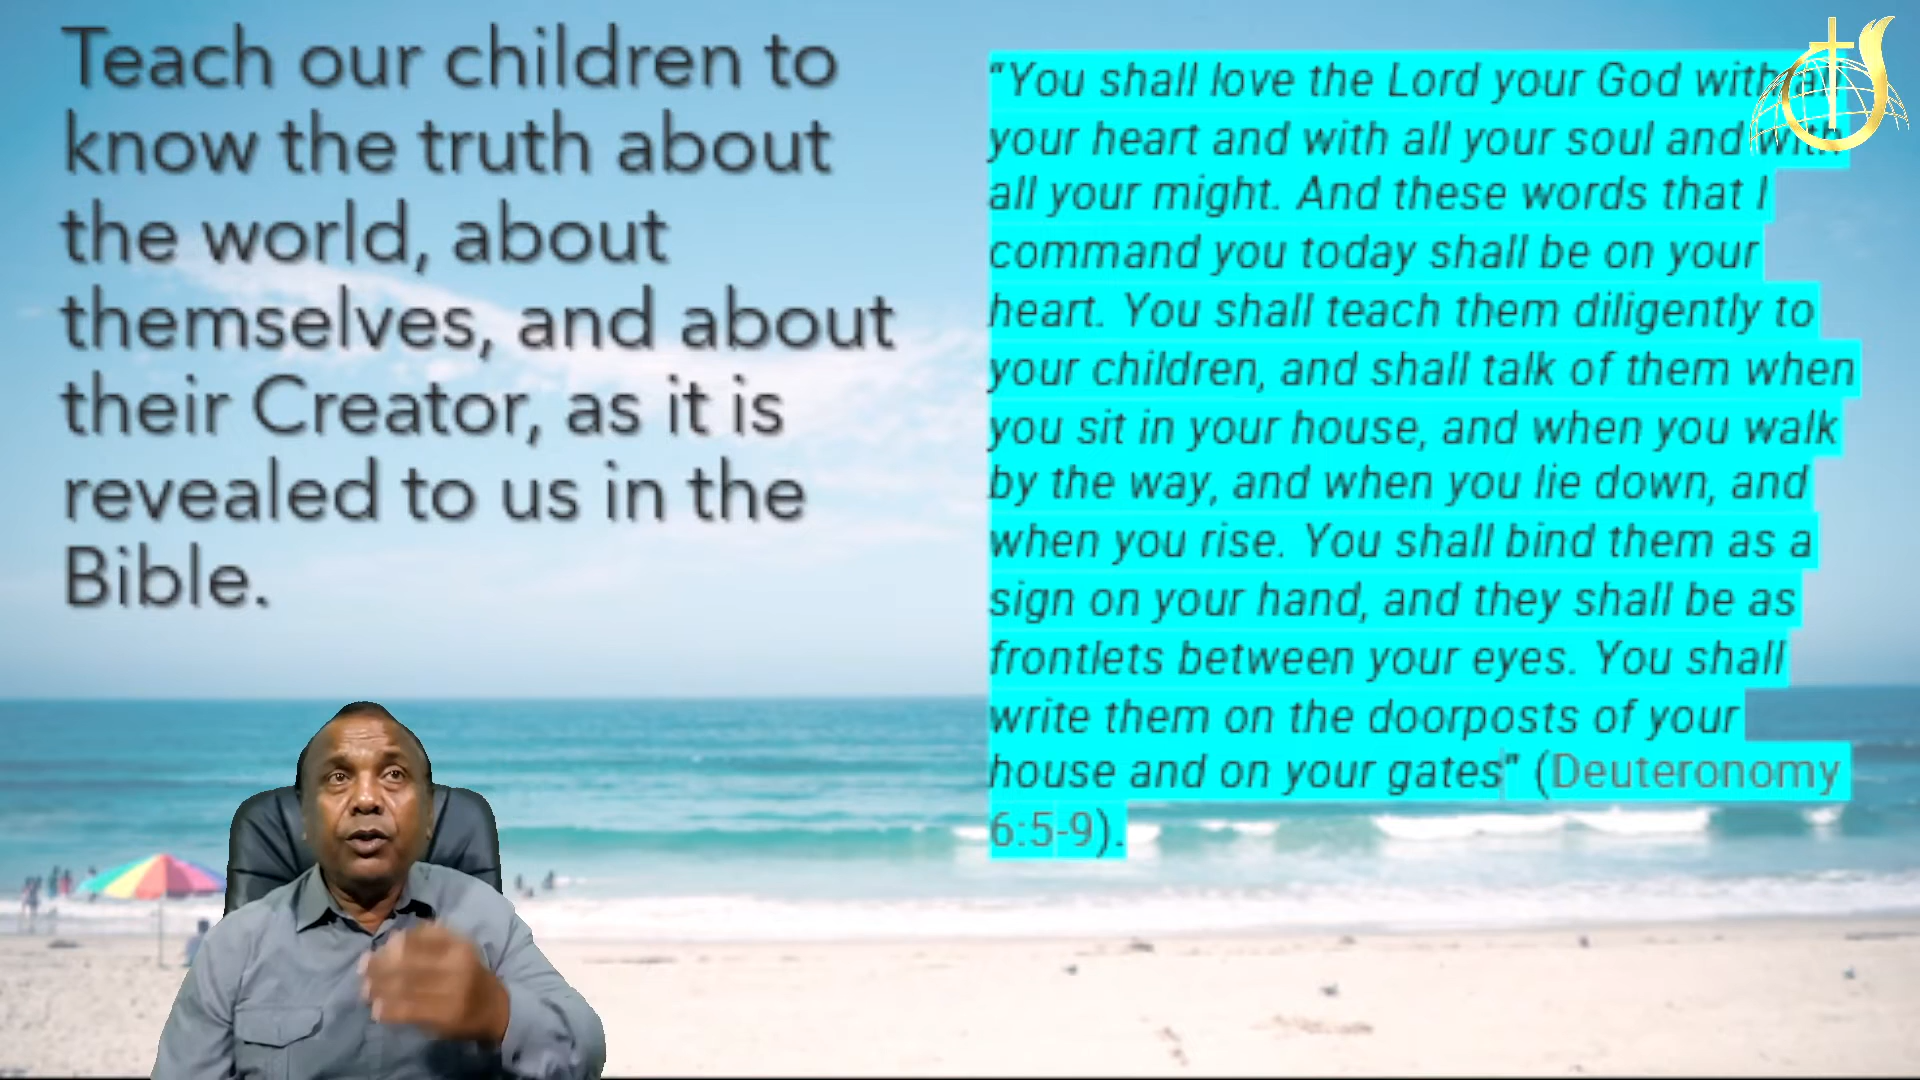 Teach our children to
know the truth about
the world, about
themselves, and about
their Creator, as it is
revealed to us in the
Bible.
"You shall love the Lord your God with all
your heart and with all your soul and with
all your might. And these words that I
command you today shall be on your
heart. You shall teach them diligently to
your children, and shall talk of them when
you sit in your house, and when you walk
by the way, and when you lie down, and
when you rise. You shall bind them as a
sign on your hand, and they shall be as
frontlets between your eyes. You shall
write them on the doorposts of your
house and on your gates" (Deuteronomy
6:5-9).